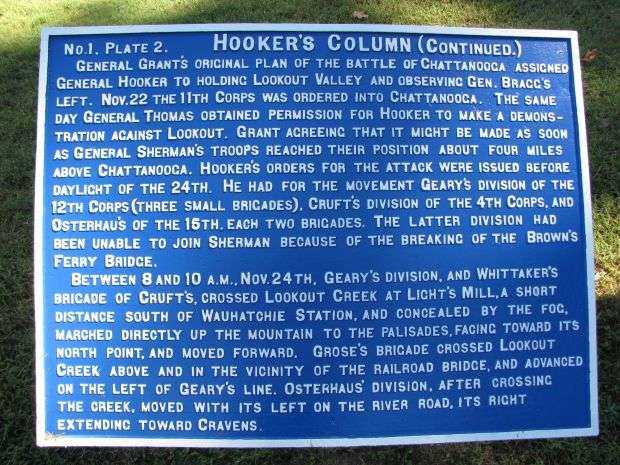 No.1, Plate 2. Hooker's Column (Continued.)
General Grant's original plan of the battle of Chattanooga assigned
General Hooker to holding Lookout Valley and observing Gen. Bragg's
left. Nov. 22 the 11th Corps was ordered into Chattanooga. The same
day General Thomas obtained permission for Hooker to make a demons-
tration against Lookout. Grant agreeing that it might be made as soon
as General Sherman's troops reached their position about four miles
above Chattanooga. Hooker's orders for the attack were issued before
daylight of the 24th. He had for the movement Geary's division of the
12th Corps (three small brigades), Cruft's division of the 4th Corps, and
Osterhau's of the 15th. each two brigades. The latter division had
been unable to join Sherman because of the breaking of the Brown's
Ferry Bridge.
Between 8 and 10 a.m., Nov. 24th, Geary's division, and Whittaker's
brigade of Cruft's, crossed Lookout Creek at Light's Mill, a short
distance south of Wauhatchie Station, and concealed by the fog,
marched directly up the mountain to the palisades, facing toward its
north point, and moved forward. Grose's brigade crossed Lookout
Creek above and in the vicinity of the railroad bridge, and advanced
on the left of Geary's line. Osterhaus' division, after crossing
the creek, moved with its left on the river road, its right
extending toward Cravens.